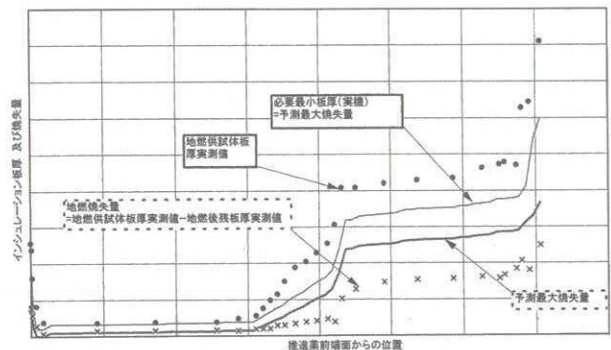 インシュレーション板厚 及び焼失量
必要最小板厚(実機)
=予測最大焼失量
地燃供試体板
厚実測値
地燃焼失量
=地燃供試体板厚実測値-地燃後残板厚実測値
予測最大焼失量
推進薬前端面からの位置